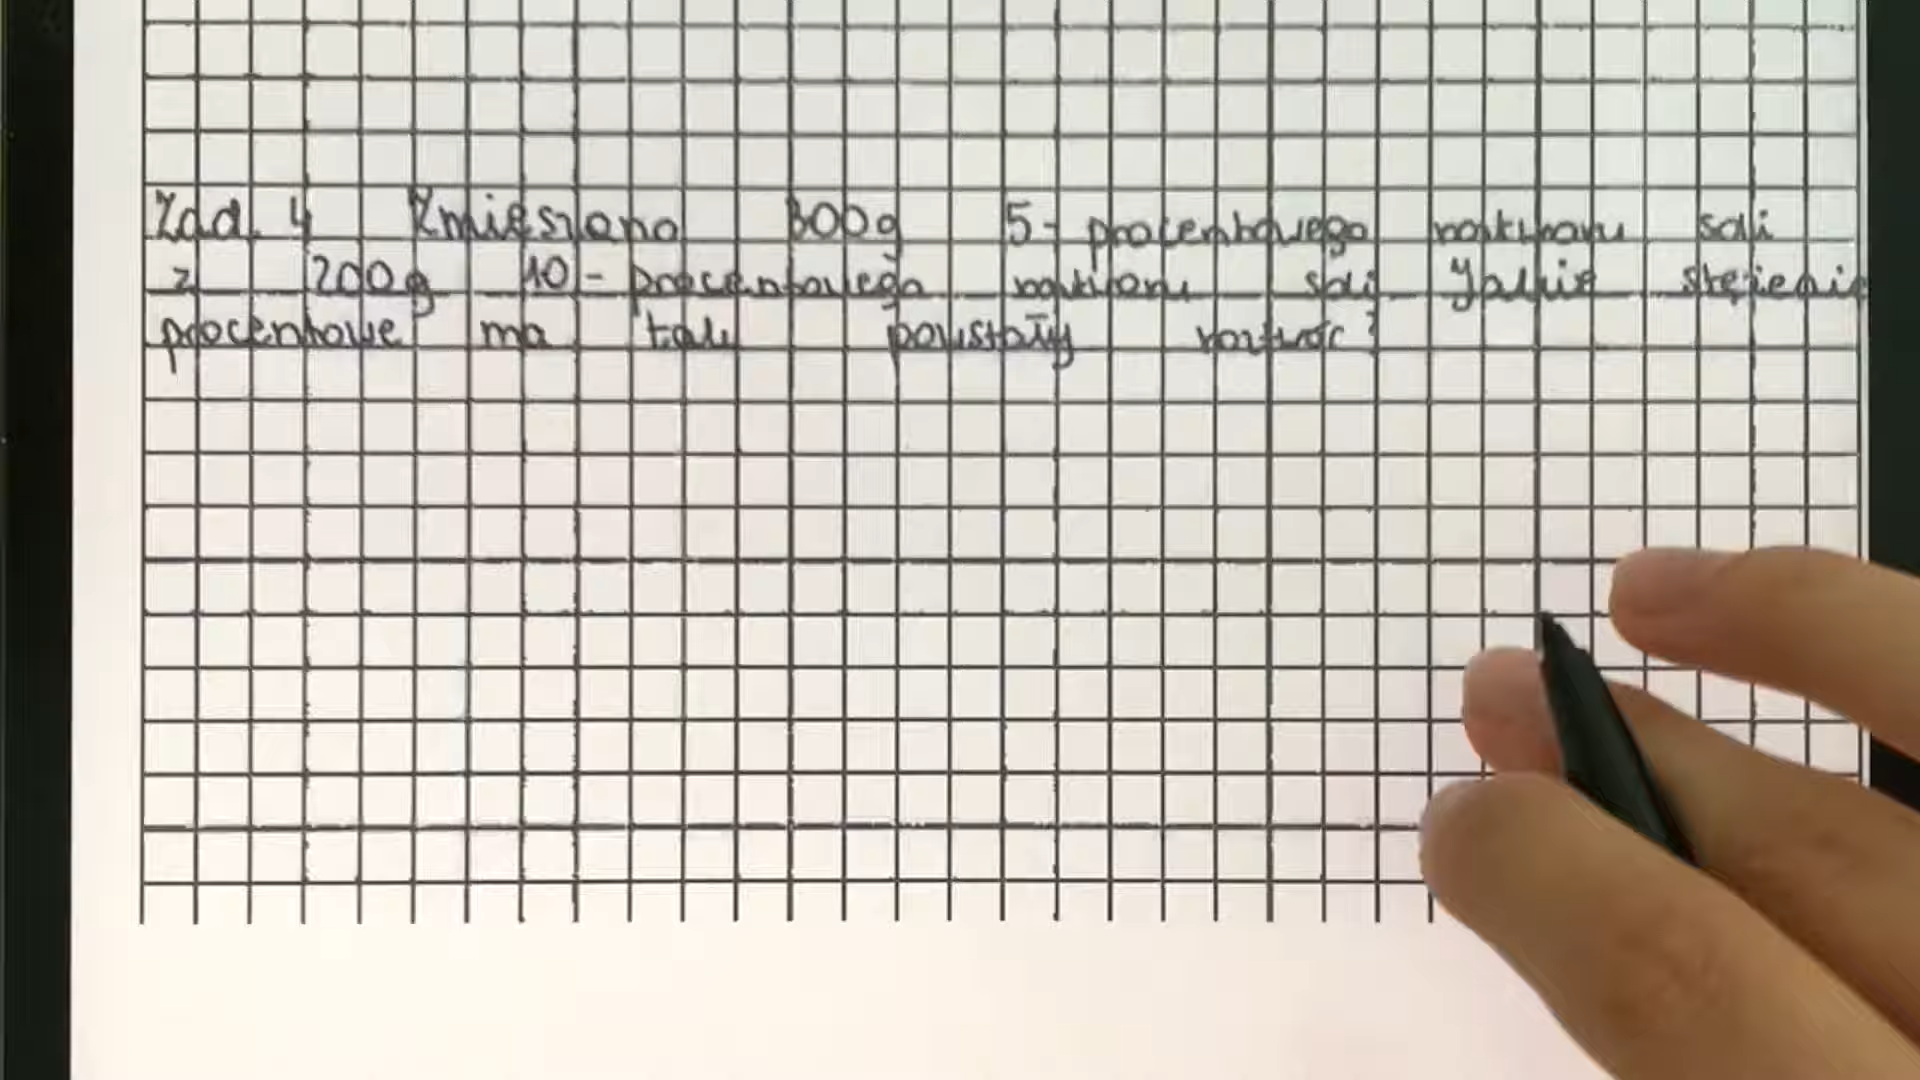 Zad. 4 Zmieszano 300g 5-procentowego roztworu soli
z 200g 10-procentowego roztworu soli Jakie stężenie
procentowe ma tak powstały roztwór?